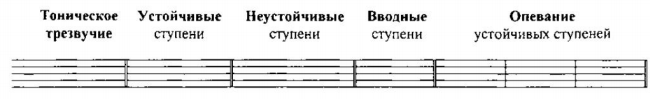 Тоническое Устойчивые Неустойчивые Вводные Опевание
трезвучие ступени ступени ступени устойчивых ступеней